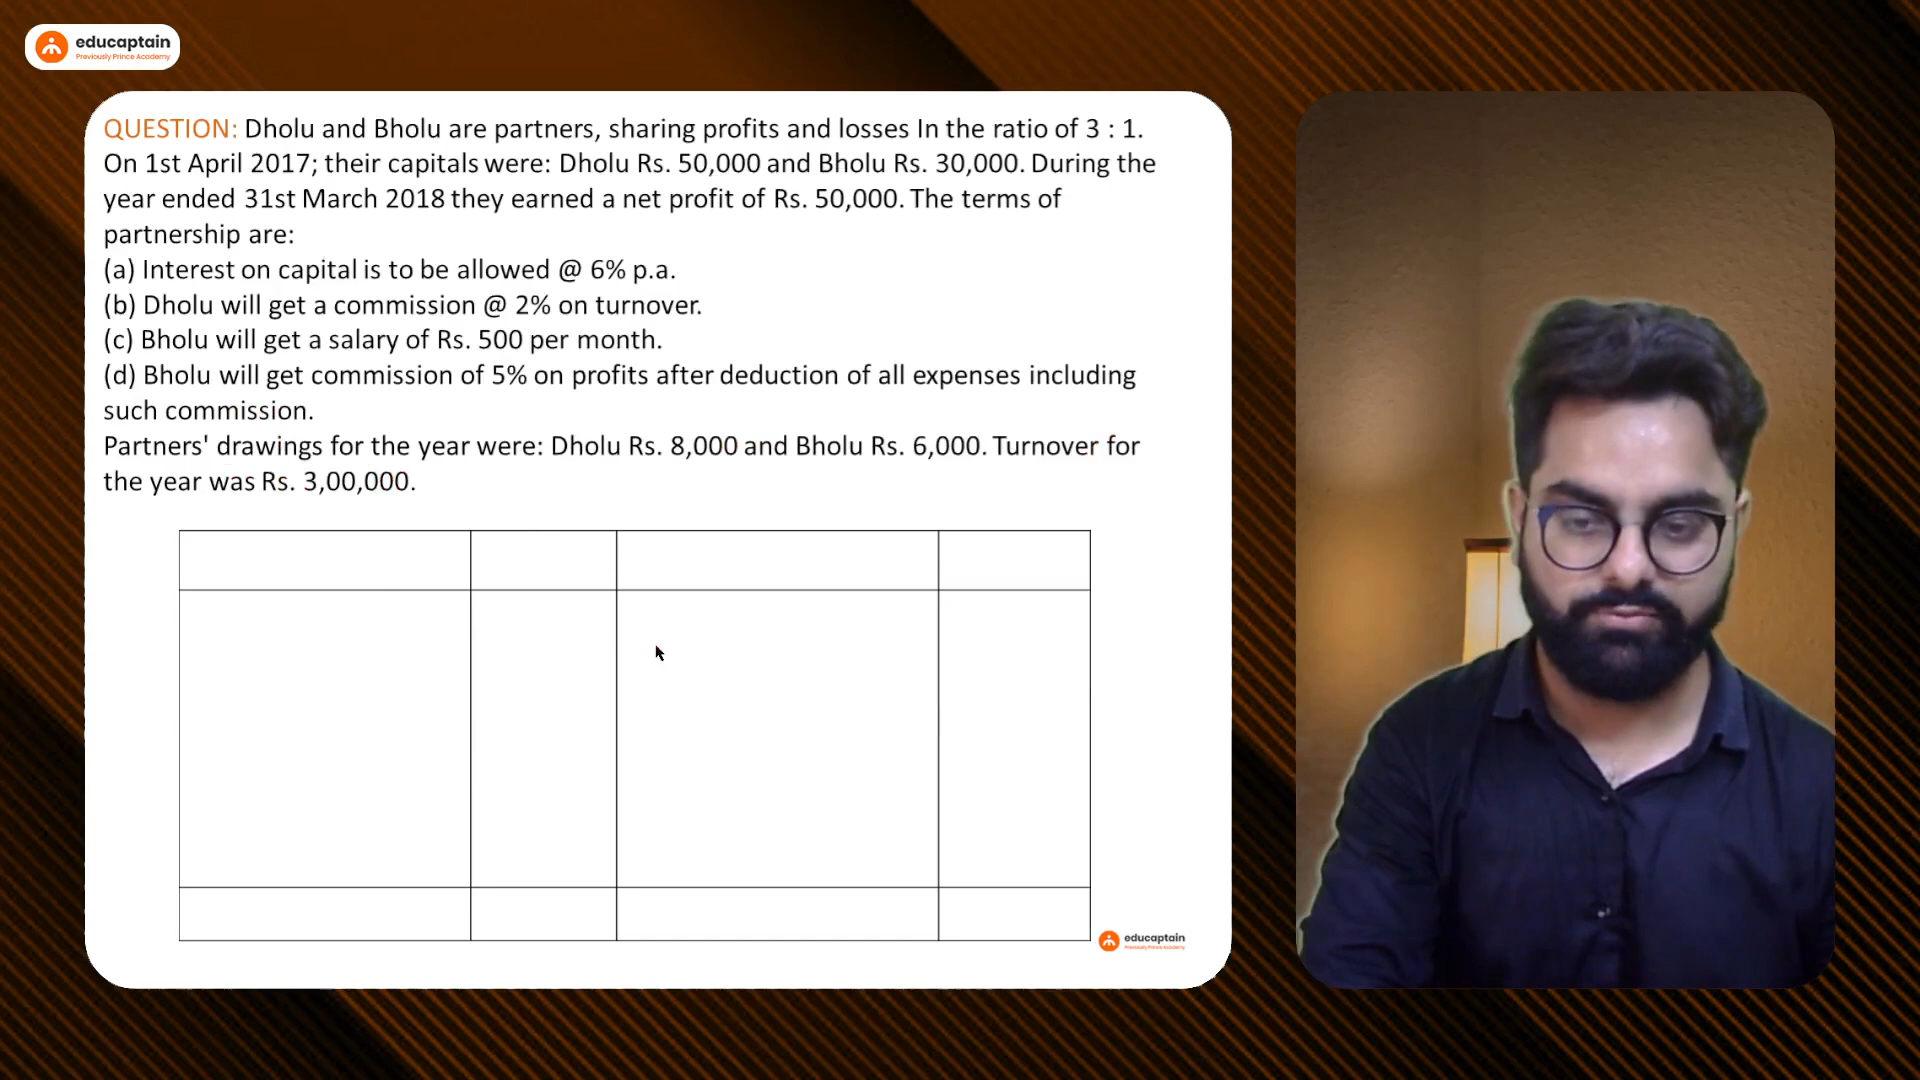 educaptain
Previously Prince Academy
QUESTION: Dholu and Bholu are partners, sharing profits and losses In the ratio of 3 : 1.
On 1st April 2017; their capitals were: Dholu Rs. 50,000 and Bholu Rs. 30,000. During the
year ended 31st March 2018 they earned a net profit of Rs. 50,000. The terms of
partnership are:
(a) Interest on capital is to be allowed @ 6% p.a.
(b) Dholu will get a commission @ 2% on turnover.
(c) Bholu will get a salary of Rs. 500 per month.
(d) Bholu will get commission of 5% on profits after deduction of all expenses including
such commission.
Partners' drawings for the year were: Dholu Rs. 8,000 and Bholu Rs. 6,000. Turnover for
the year was Rs. 3,00,000.
educaptain
Previously Prince Academy